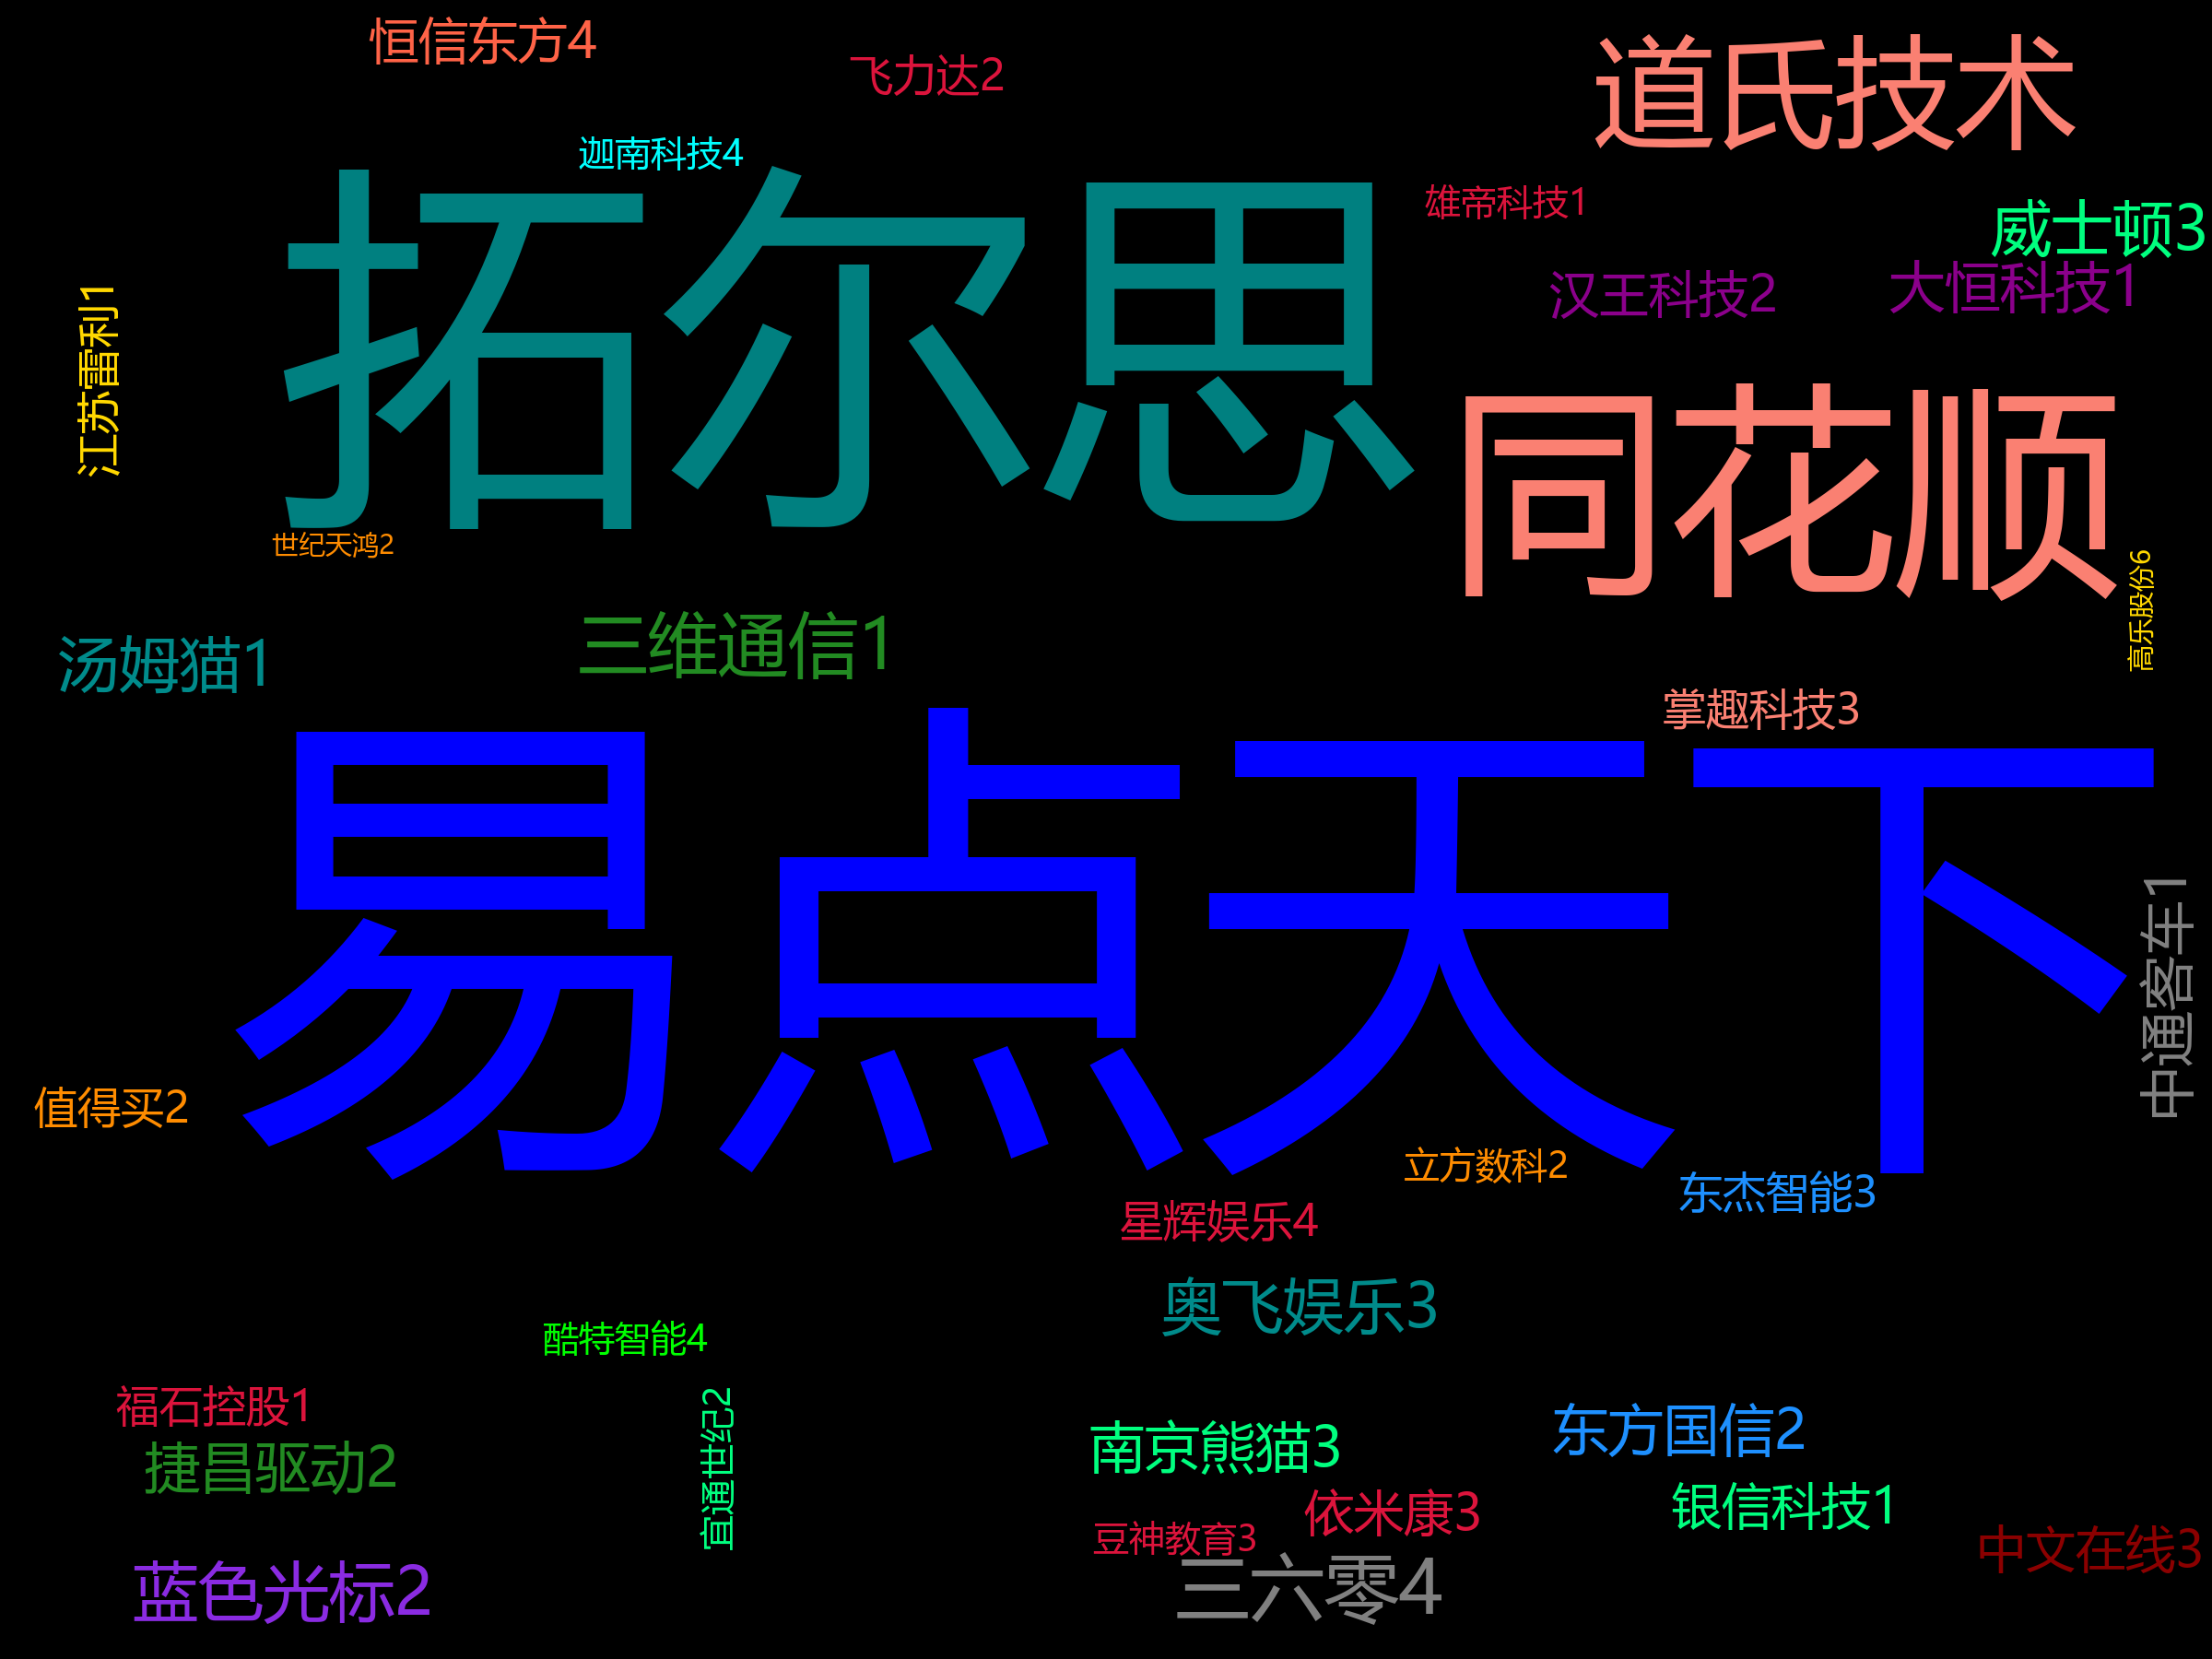 恒信东方4
飞力达2
道氏技术
迦南科技4
拓尔思
雄帝科技1
威士顿3
汉王科技2
大恒科技1
江苏雷利1
同花顺
世纪天鸿2
高乐股份6
三维通信1
汤姆猫1
掌趣科技3
易点天下
中通客车1
值得买2
立方数科2
东杰智能3
星辉娱乐4
奥飞娱乐3
酷特智能4
福石控股1
宜通世纪2
东方国信2
南京熊猫3
捷昌驱动2
银信科技1
依米康3
豆神教育3
中文在线3
蓝色光标2
三六零4